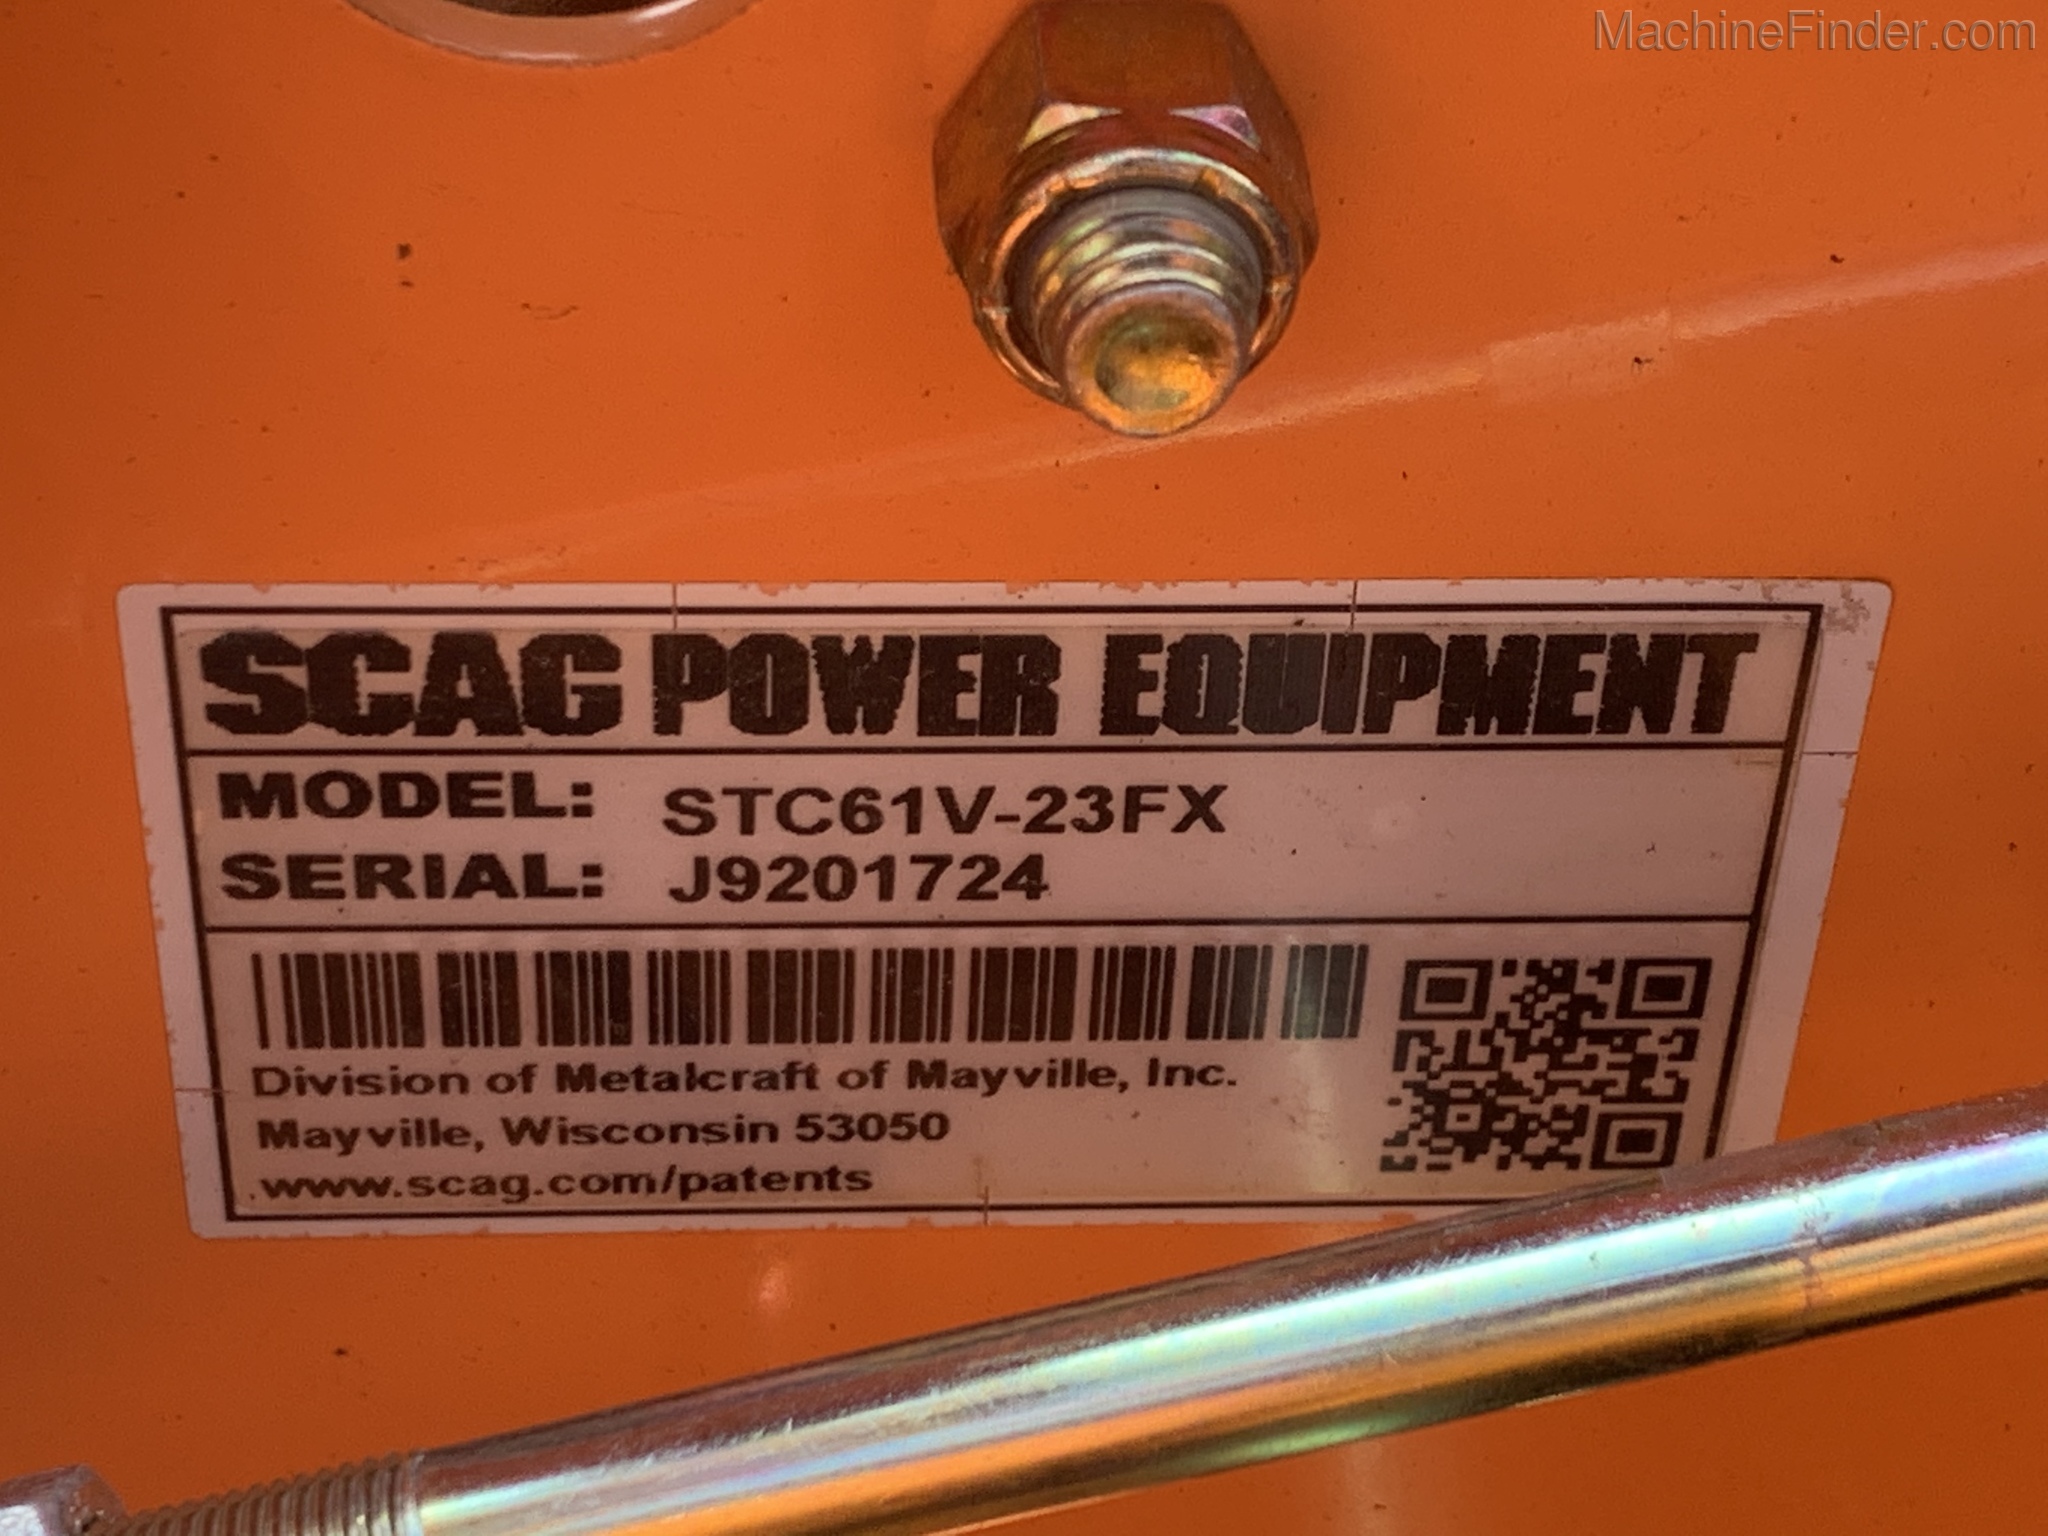 MachineFinder.com
SCAG POWER EQUIPMENT
MODEL: STC61V-23FX
SERIAL: J9201724
Division of Metalcraft of Mayville, Inc.
Mayville, Wisconsin 53050
www.scag.com/patents